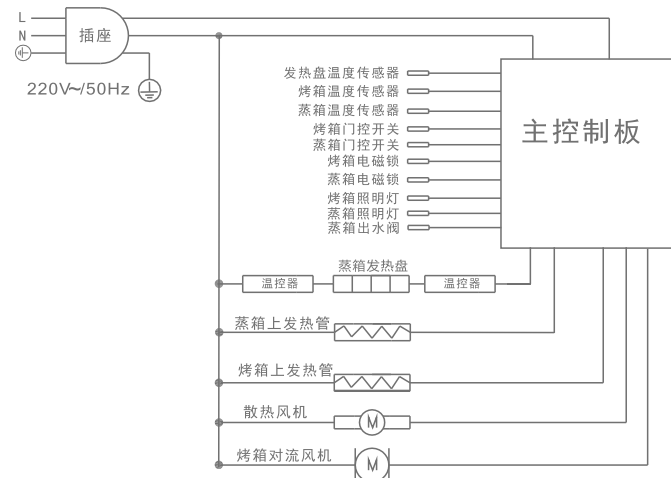 L
N
插座
220V~/50Hz
发热盘温度传感器
烤箱温度传感器
蒸箱温度传感器
烤箱门控开关
蒸箱门控开关
烤箱电磁锁
蒸箱电磁锁
烤箱照明灯
蒸箱照明灯
蒸箱出水阀
主控制板
蒸箱发热盘
温控器
温控器
蒸箱上发热管
烤箱上发热管
散热风机
M
烤箱对流风机
M